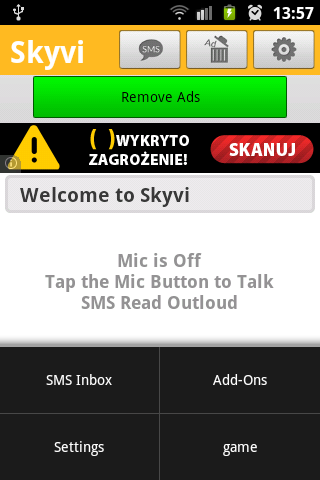 13:57
Skyvi
SMS
Ad
Remove Ads
( ) WYKRYTO
ZAGROŻENIE!
SKANUJ
Welcome to Skyvi
Mic is Off
Tap the Mic Button to Talk
SMS Read Outloud
SMS Inbox
Add-Ons
Settings
game